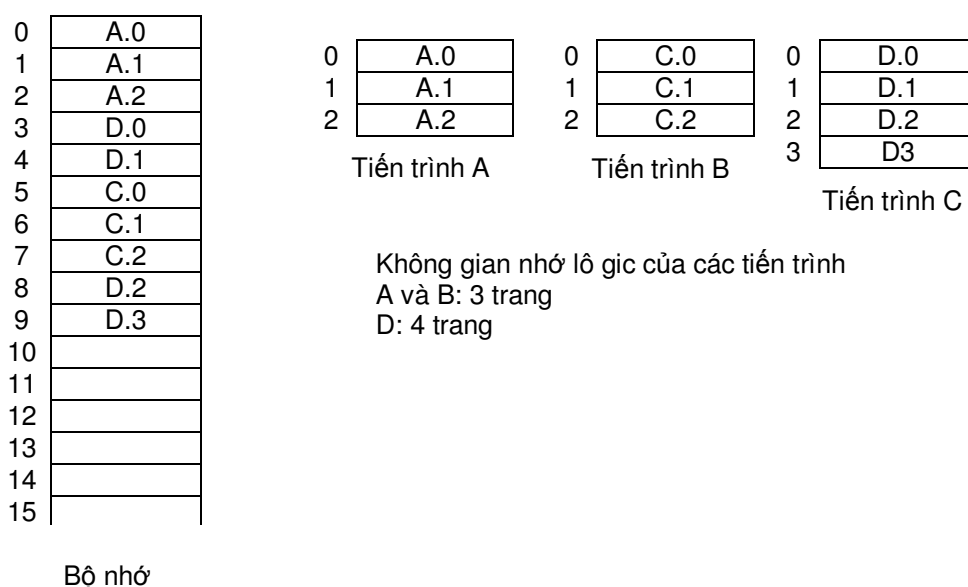 0 A.0
1 A.1
2 A.2
3 D.0
4 D.1
5 C.0
6 C.1
7 C.2
8 D.2
9 D.3
10
11
12
13
14
15
Bộ nhớ
0 A.0
1 A.1
2 A.2
Tiến trình A
0 C.0
1 C.1
2 C.2
Tiến trình B
0 D.0
1 D.1
2 D.2
3 D3
Tiến trình C
Không gian nhớ lô gic của các tiến trình
A và B: 3 trang
D: 4 trang